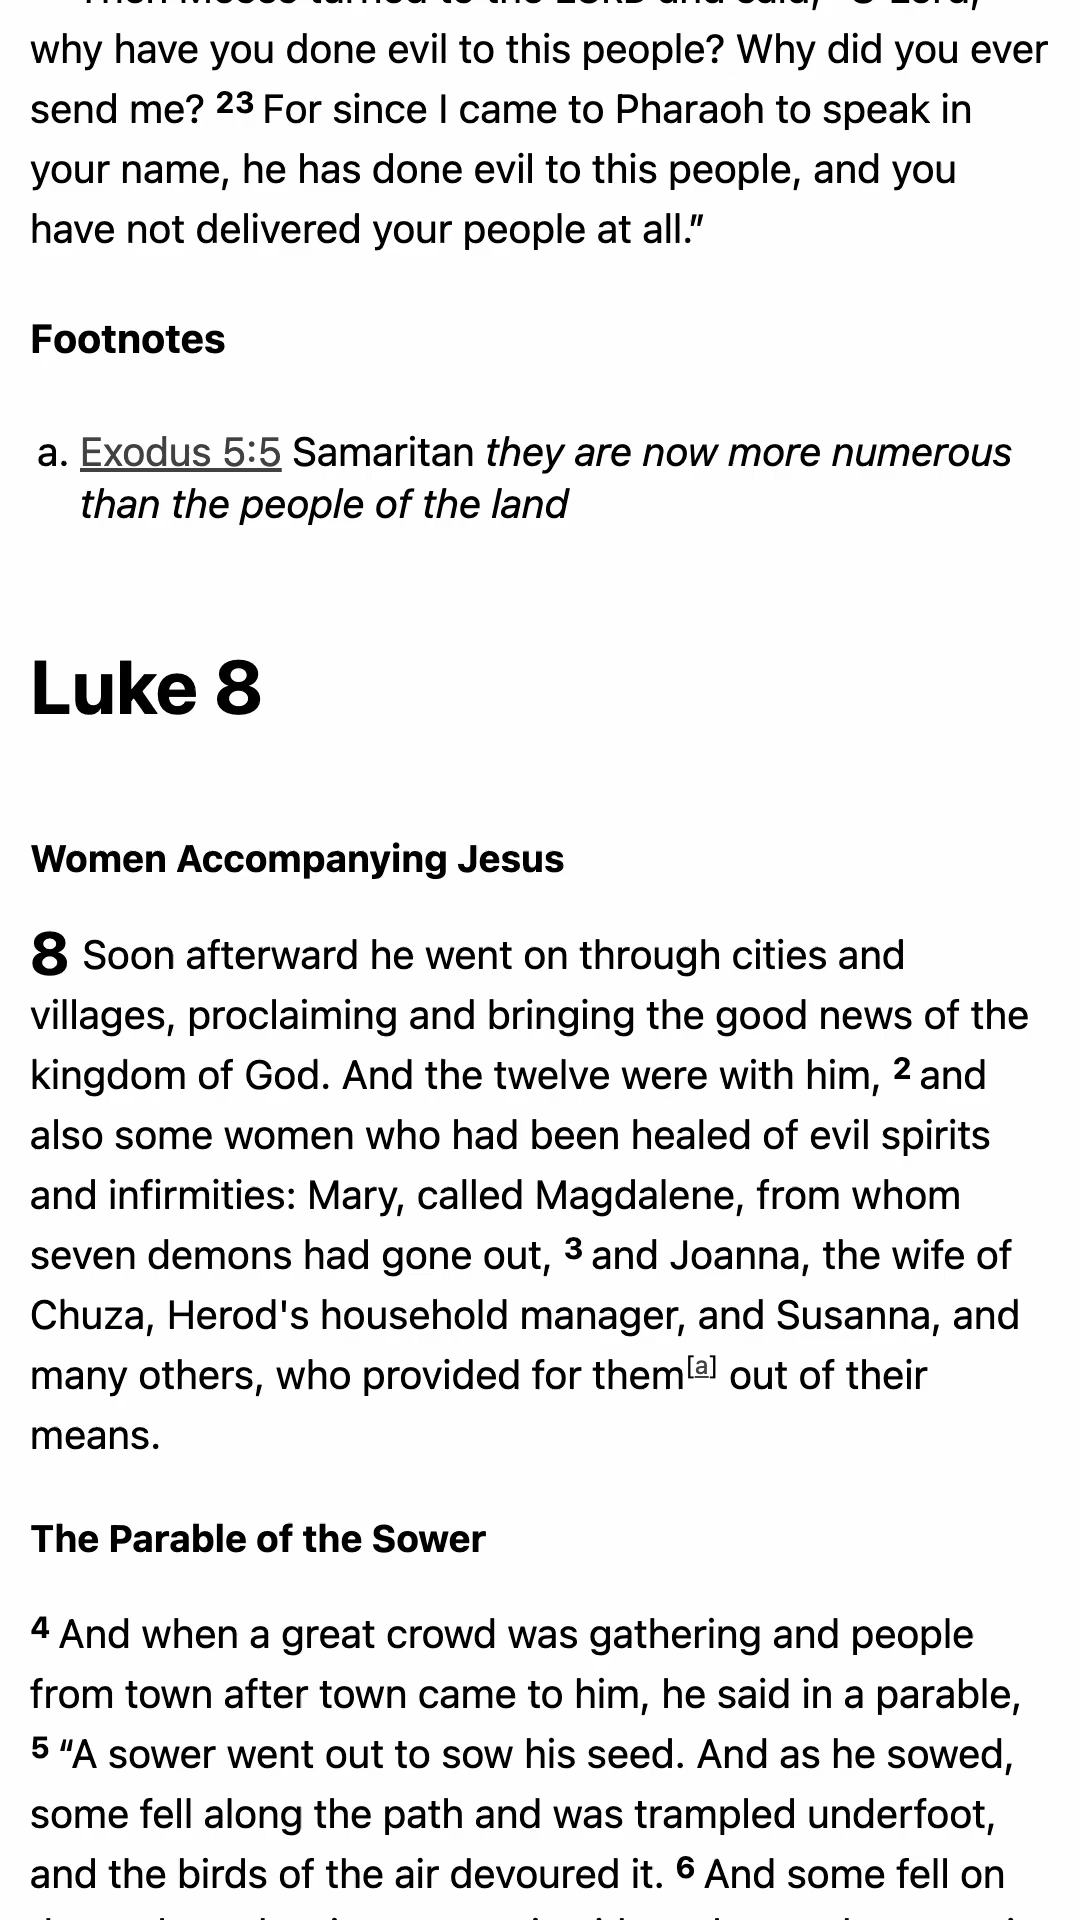 why have you done evil to this people? Why did you ever
send me? 23 For since I came to Pharaoh to speak in
your name, he has done evil to this people, and you
have not delivered your people at all.”
Footnotes
a. Exodus 5:5 Samaritan they are now more numerous
than the people of the land
Luke 8
Women Accompanying Jesus
8 Soon afterward he went on through cities and
villages, proclaiming and bringing the good news of the
kingdom of God. And the twelve were with him, 2 and
also some women who had been healed of evil spirits
and infirmities: Mary, called Magdalene, from whom
seven demons had gone out, 3 and Joanna, the wife of
Chuza, Herod's household manager, and Susanna, and
many others, who provided for them[a] out of their
means.
The Parable of the Sower
4 And when a great crowd was gathering and people
from town after town came to him, he said in a parable,
5 “A sower went out to sow his seed. And as he sowed,
some fell along the path and was trampled underfoot,
and the birds of the air devoured it. 6 And some fell on